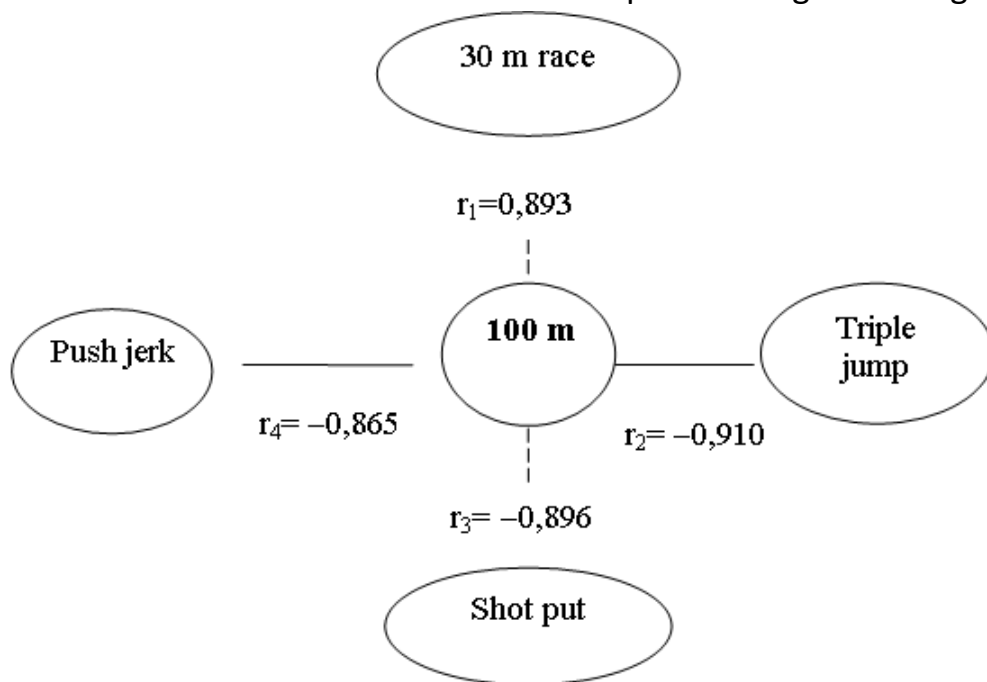 30 m race
r₁=0,893
100 m
Push jerk
Triple
jump
r₄= –0,865
r₂= –0,910
r₃= –0,896
Shot put